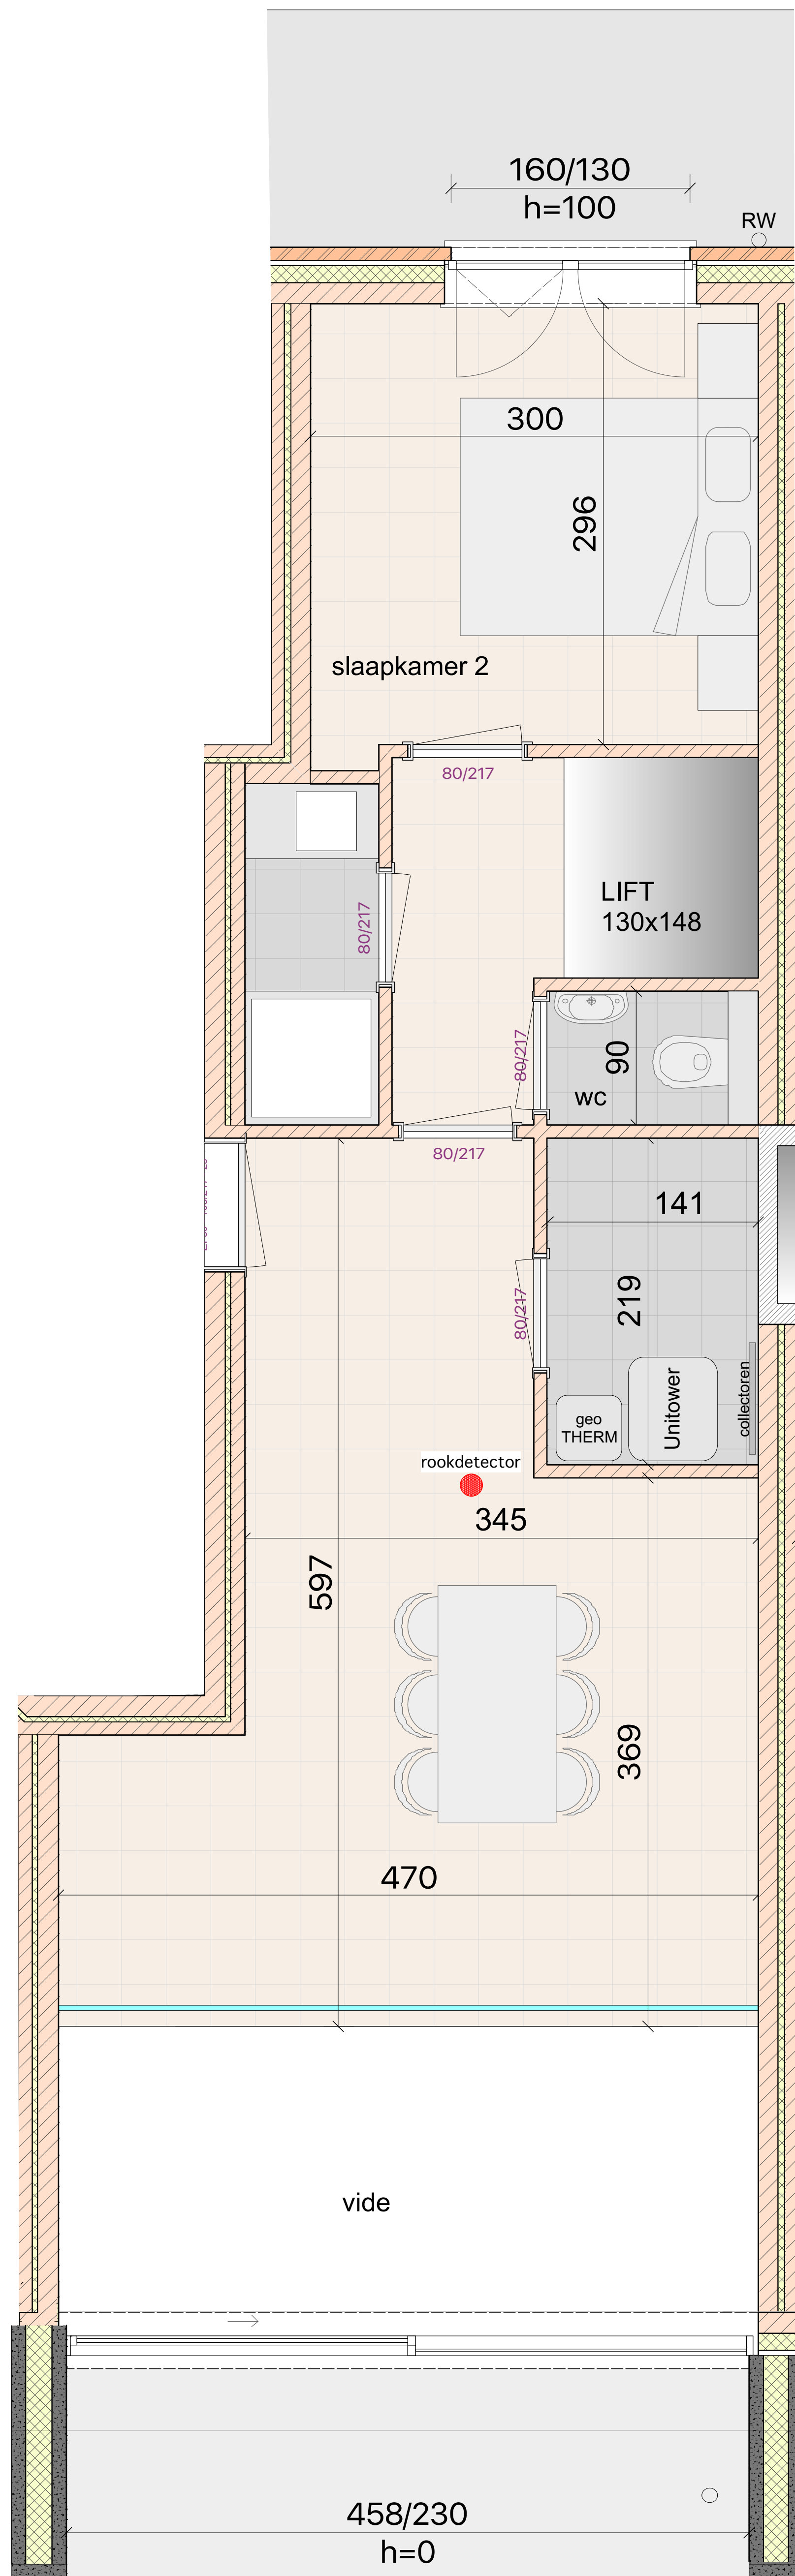 160/130
h=100
RW
300
296
slaapkamer 2
80/217
LIFT
130x148
80/217
80/217
90
wc
80/217
141
219
80/217
geo
THERM
Unitower
collectoren
rookdetector
345
597
369
470
vide
458/230
h=0